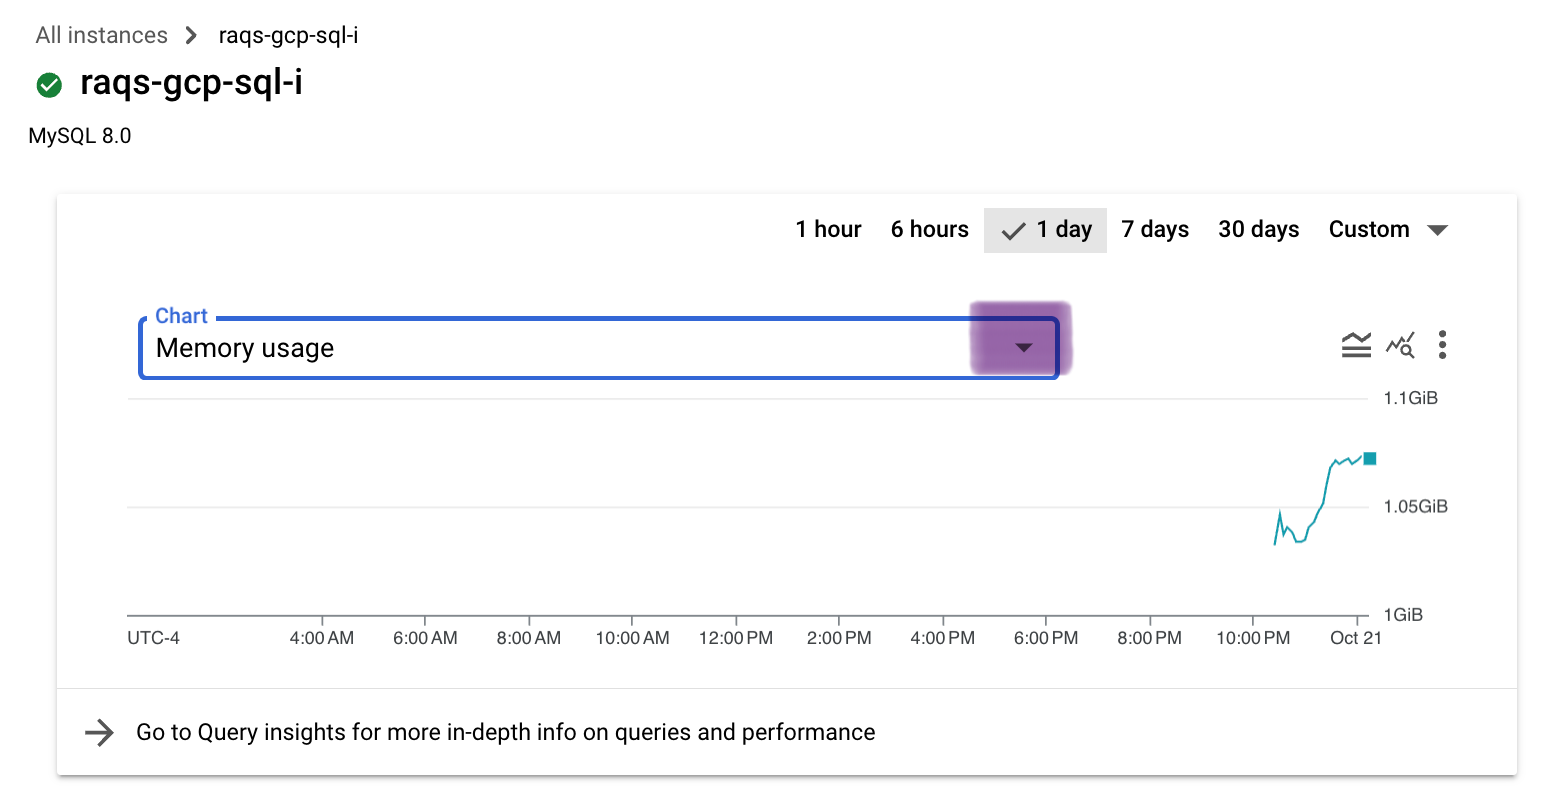 All instances > raqs-gcp-sql-i
raqs-gcp-sql-i
MySQL 8.0
1 hour 6 hours 1 day 7 days 30 days Custom
Chart
Memory usage
1.1GiB
1.05GiB
1GiB
UTC-4 4:00 AM 6:00 AM 8:00 AM 10:00 AM 12:00 PM 2:00 PM 4:00 PM 6:00 PM 8:00 PM 10:00 PM Oct 21
Go to Query insights for more in-depth info on queries and performance